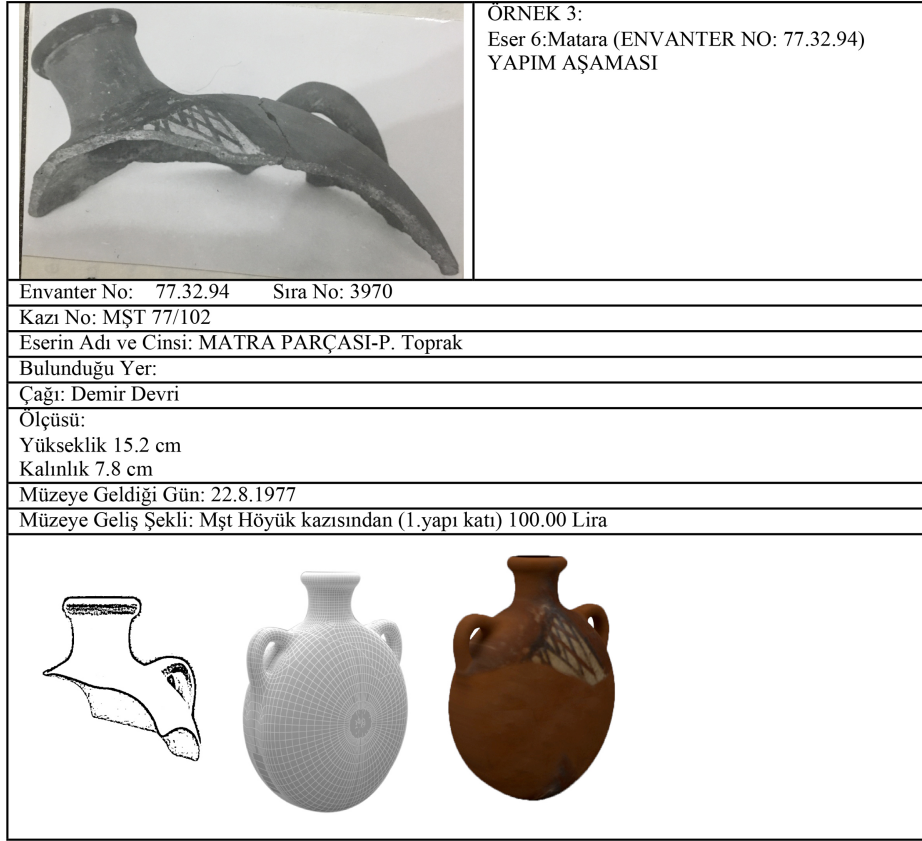 ÖRNEK 3:
Eser 6:Matara (ENVANTER NO: 77.32.94)
YAPIM AŞAMASI
Envanter No: 77.32.94 Sıra No: 3970
Kazı No: MŞT 77/102
Eserin Adı ve Cinsi: MATRA PARÇASI-P. Toprak
Bulunduğu Yer:
Çağı: Demir Devri
Ölçüsü:
Yükseklik 15.2 cm
Kalınlık 7.8 cm
Müzeye Geldiği Gün: 22.8.1977
Müzeye Geliş Şekli: Mşt Höyük kazısından (1.yapı katı) 100.00 Lira